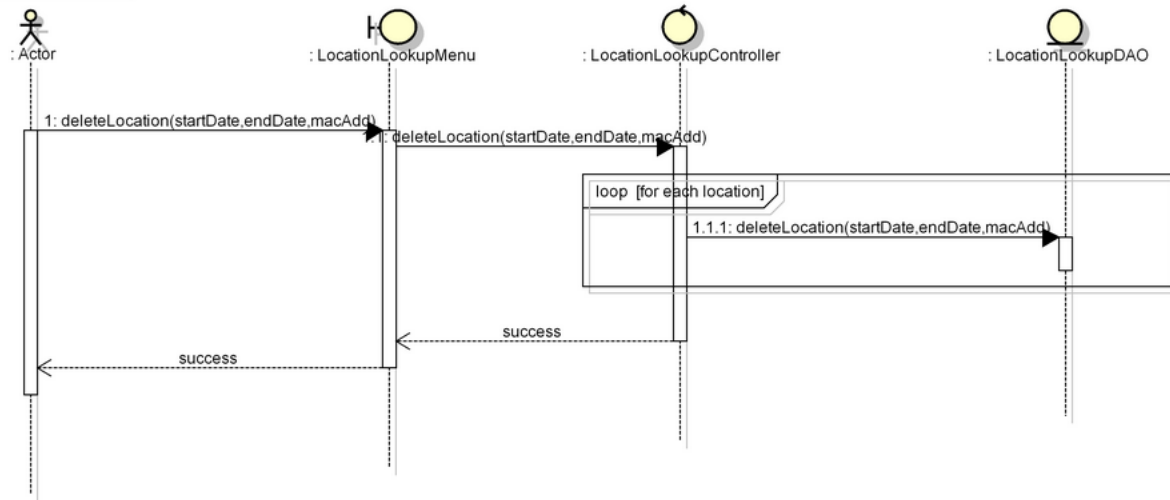 : Actor
: LocationLookupMenu
: LocationLookupController
: LocationLookupDAO
1: deleteLocation(startDate,endDate,macAdd)
1.1: deleteLocation(startDate,endDate,macAdd)
loop [for each location]
1.1.1: deleteLocation(startDate,endDate,macAdd)
success
success